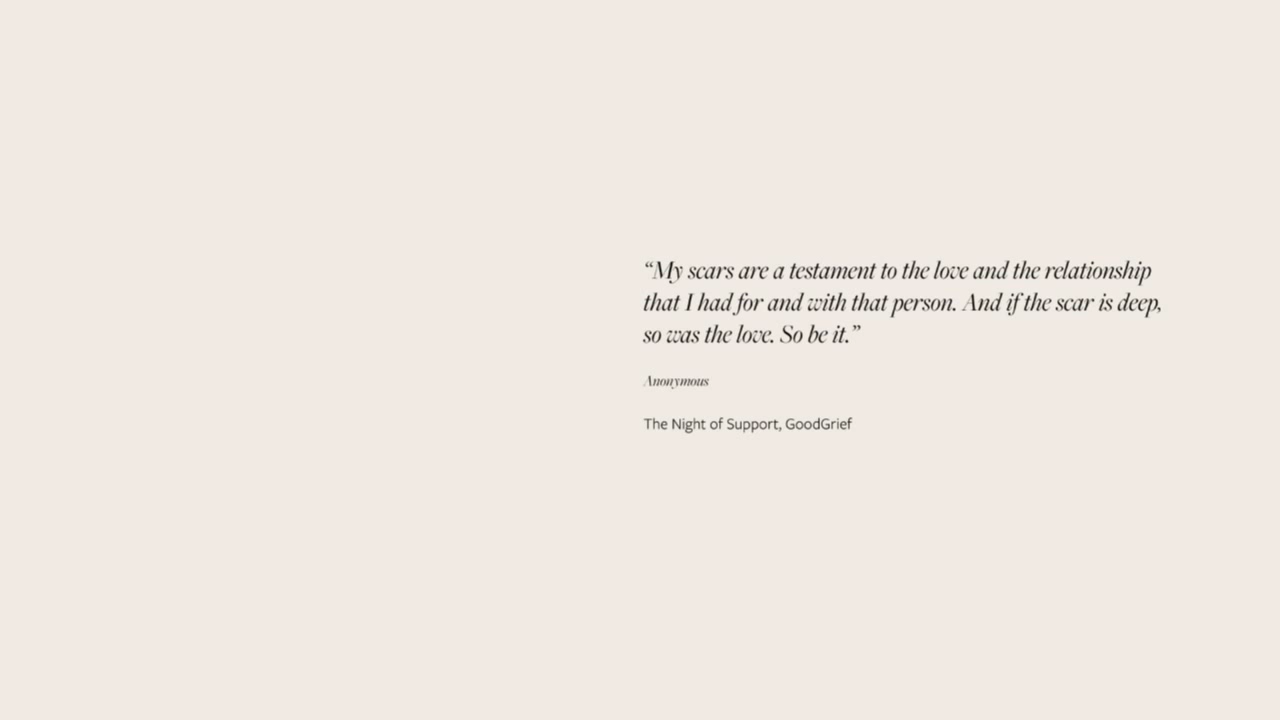 “My scars are a testament to the love and the relationship
that I had for and with that person. And if the scar is deep,
so was the love. So be it.”
Anonymous
The Night of Support, GoodGrief